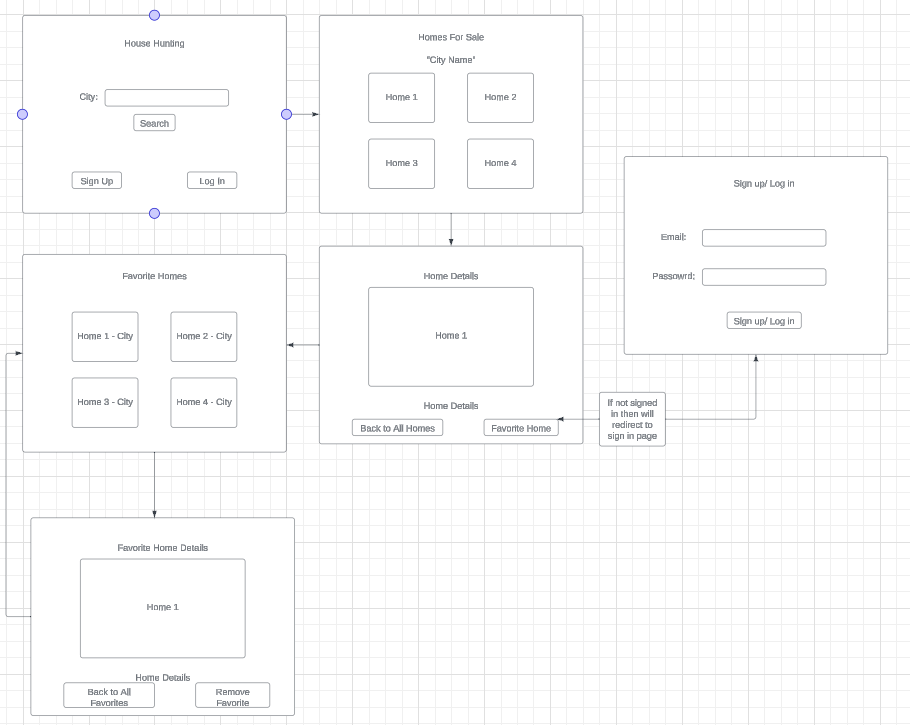 House Hunting
City:
Search
Sign Up
Log In
Homes For Sale
"City Name"
Home 1
Home 2
Home 3
Home 4
Sign up/ Log in
Email:
Passowrd:
Sign up/ Log in
Favorite Homes
Home 1 - City
Home 2 - City
Home 3 - City
Home 4 - City
Home Details
Home 1
Home Details
Back to All Homes
Favorite Home
If not signed
in then will
redirect to
sign in page
Favorite Home Details
Home 1
Home Details
Back to All
Favorites
Remove
Favorite